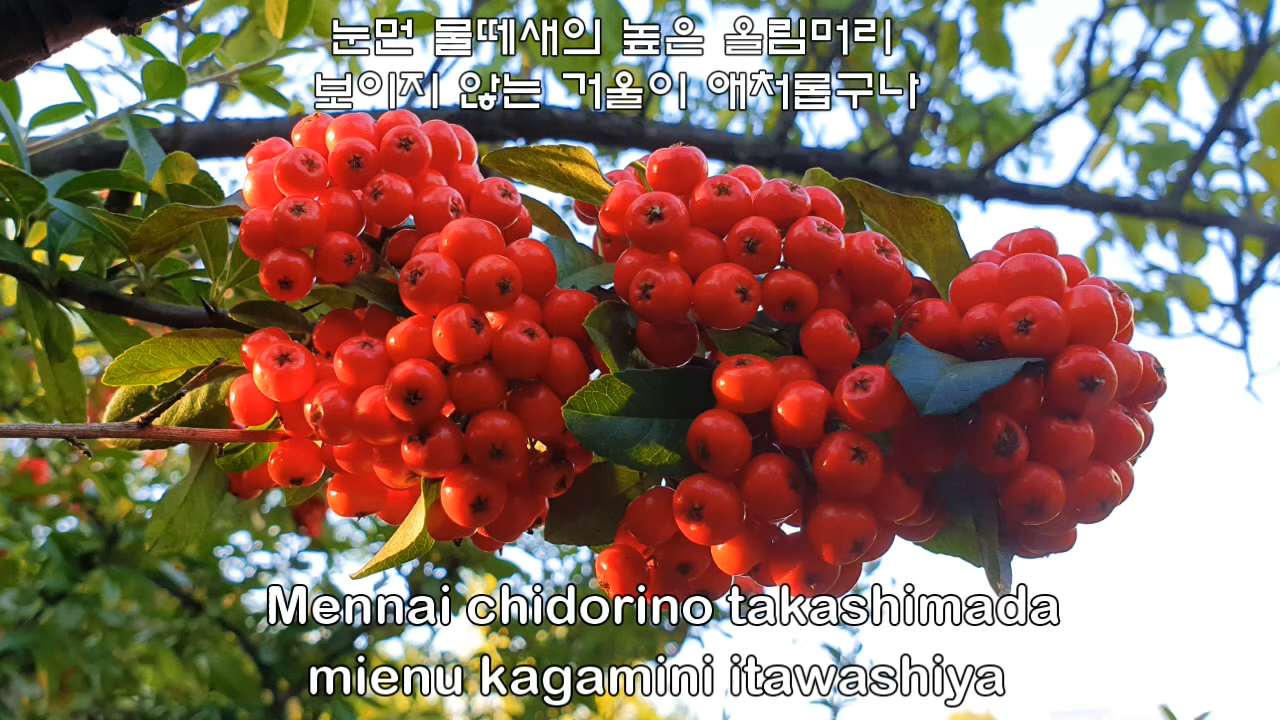 눈먼 물떼새의 높은 올림머리
보이지 않는 거울이 애처롭구나
Mennai chidorino takashimada
mienu kagamini itawashiya